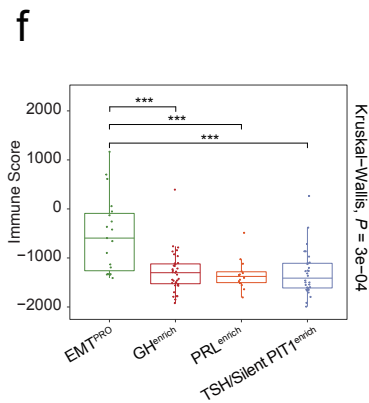 f
Immune Score
2000
1000
0
−1000
−2000
***
***
***
EMTPRO
GHenrich
PRLenrich
TSH/Silent PIT1enrich
Kruskal−Wallis, P = 3e−04